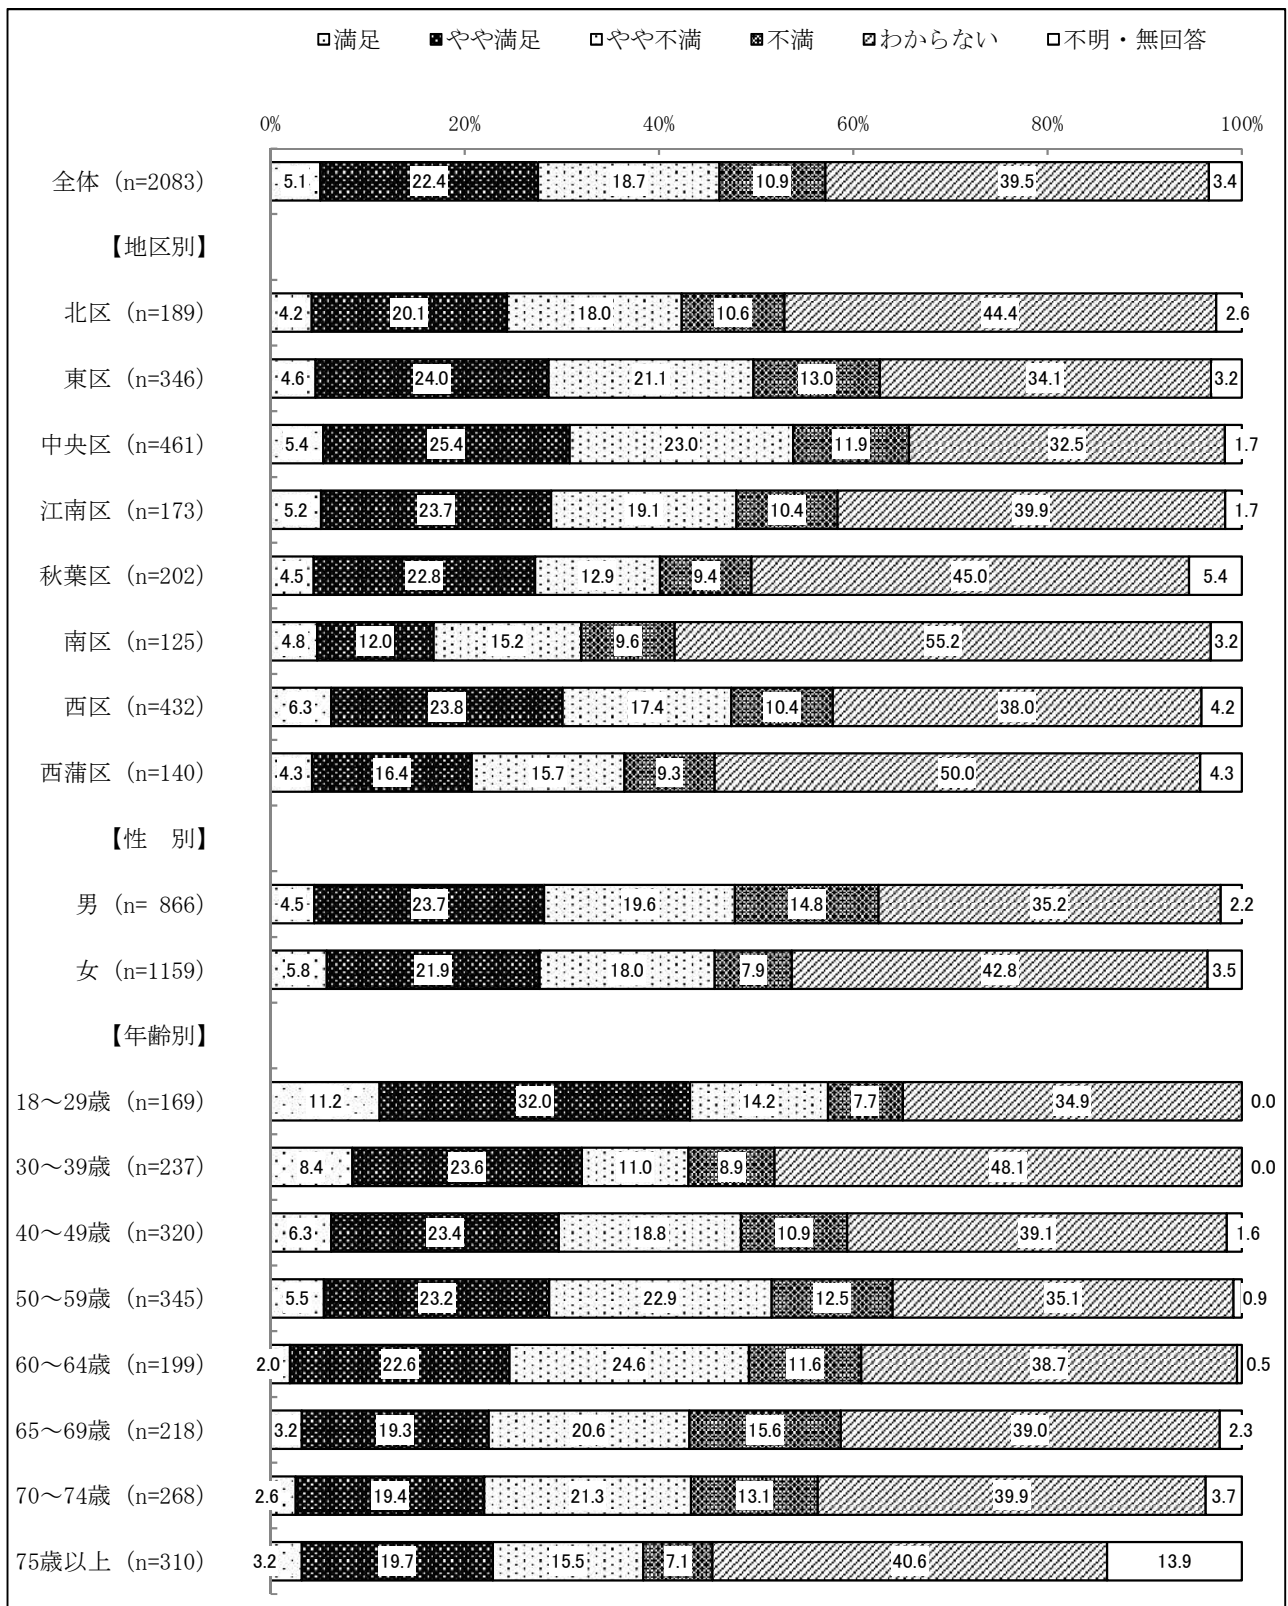 満足 やや満足 やや不満 不満 わからない 不明・無回答
0% 20% 40% 60% 80% 100%
全体 (n=2083) 5.1 22.4 18.7 10.9 39.5 3.4
【地区別】
北区 (n=189) 4.2 20.1 18.0 10.6 44.4 2.6
東区 (n=346) 4.6 24.0 21.1 13.0 34.1 3.2
中央区 (n=461) 5.4 25.4 23.0 11.9 32.5 1.7
江南区 (n=173) 5.2 23.7 19.1 10.4 39.9 1.7
秋葉区 (n=202) 4.5 22.8 12.9 9.4 45.0 5.4
南区 (n=125) 4.8 12.0 15.2 9.6 55.2 3.2
西区 (n=432) 6.3 23.8 17.4 10.4 38.0 4.2
西蒲区 (n=140) 4.3 16.4 15.7 9.3 50.0 4.3
【性　別】
男 (n= 866) 4.5 23.7 19.6 14.8 35.2 2.2
女 (n=1159) 5.8 21.9 18.0 7.9 42.8 3.5
【年齢別】
18～29歳 (n=169) 11.2 32.0 14.2 7.7 34.9 0.0
30～39歳 (n=237) 8.4 23.6 11.0 8.9 48.1 0.0
40～49歳 (n=320) 6.3 23.4 18.8 10.9 39.1 1.6
50～59歳 (n=345) 5.5 23.2 22.9 12.5 35.1 0.9
60～64歳 (n=199) 2.0 22.6 24.6 11.6 38.7 0.5
65～69歳 (n=218) 3.2 19.3 20.6 15.6 39.0 2.3
70～74歳 (n=268) 2.6 19.4 21.3 13.1 39.9 3.7
75歳以上 (n=310) 3.2 19.7 15.5 7.1 40.6 13.9